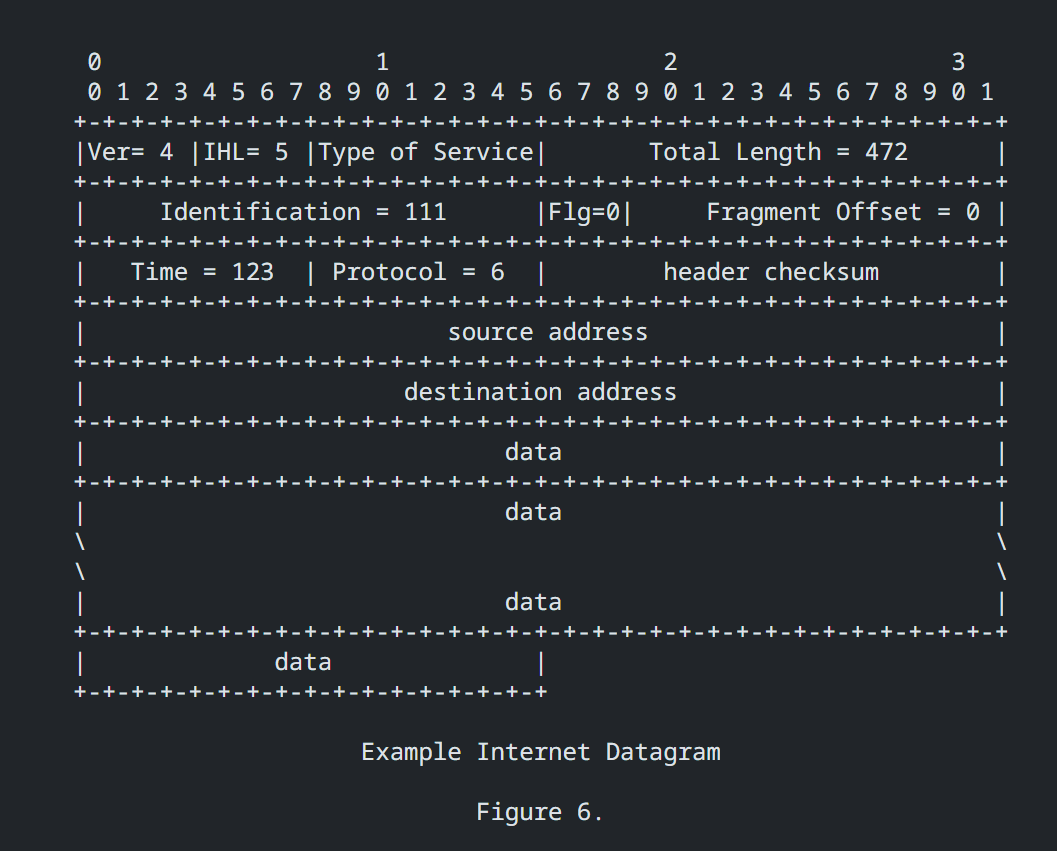 0                   1                   2                   3
0 1 2 3 4 5 6 7 8 9 0 1 2 3 4 5 6 7 8 9 0 1 2 3 4 5 6 7 8 9 0 1
+-+-+-+-+-+-+-+-+-+-+-+-+-+-+-+-+-+-+-+-+-+-+-+-+-+-+-+-+-+-+-+-+
|Ver= 4 |IHL= 5 |Type of Service|       Total Length = 472      |
+-+-+-+-+-+-+-+-+-+-+-+-+-+-+-+-+-+-+-+-+-+-+-+-+-+-+-+-+-+-+-+-+
|     Identification = 111      |Flg=0|     Fragment Offset = 0 |
+-+-+-+-+-+-+-+-+-+-+-+-+-+-+-+-+-+-+-+-+-+-+-+-+-+-+-+-+-+-+-+-+
|   Time = 123  | Protocol = 6  |        header checksum        |
+-+-+-+-+-+-+-+-+-+-+-+-+-+-+-+-+-+-+-+-+-+-+-+-+-+-+-+-+-+-+-+-+
|                         source address                        |
+-+-+-+-+-+-+-+-+-+-+-+-+-+-+-+-+-+-+-+-+-+-+-+-+-+-+-+-+-+-+-+-+
|                      destination address                      |
+-+-+-+-+-+-+-+-+-+-+-+-+-+-+-+-+-+-+-+-+-+-+-+-+-+-+-+-+-+-+-+-+
|                             data                              |
+-+-+-+-+-+-+-+-+-+-+-+-+-+-+-+-+-+-+-+-+-+-+-+-+-+-+-+-+-+-+-+-+
|                             data                              |
\                                                               \
\                                                               \
|                             data                              |
+-+-+-+-+-+-+-+-+-+-+-+-+-+-+-+-+-+-+-+-+-+-+-+-+-+-+-+-+-+-+-+-+
|             data              |
+-+-+-+-+-+-+-+-+-+-+-+-+-+-+-+-+
Example Internet Datagram
Figure 6.